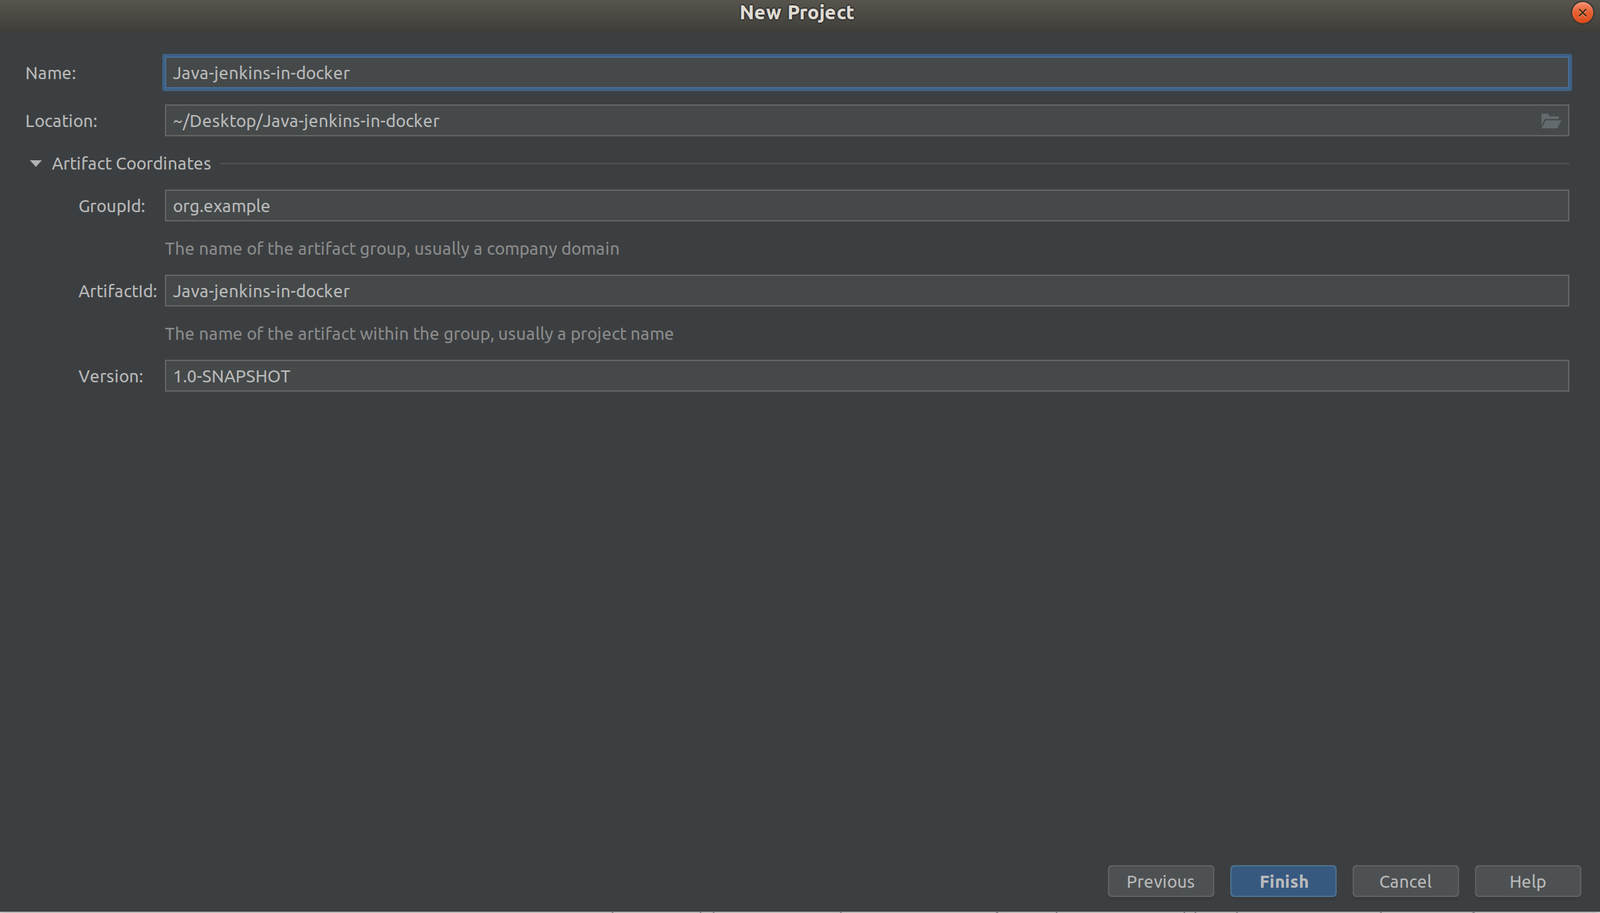 New Project
Name: Java-jenkins-in-docker
Location: ~/Desktop/Java-jenkins-in-docker
Artifact Coordinates
GroupId: org.example
The name of the artifact group, usually a company domain
ArtifactId: Java-jenkins-in-docker
The name of the artifact within the group, usually a project name
Version: 1.0-SNAPSHOT
Previous Finish Cancel Help